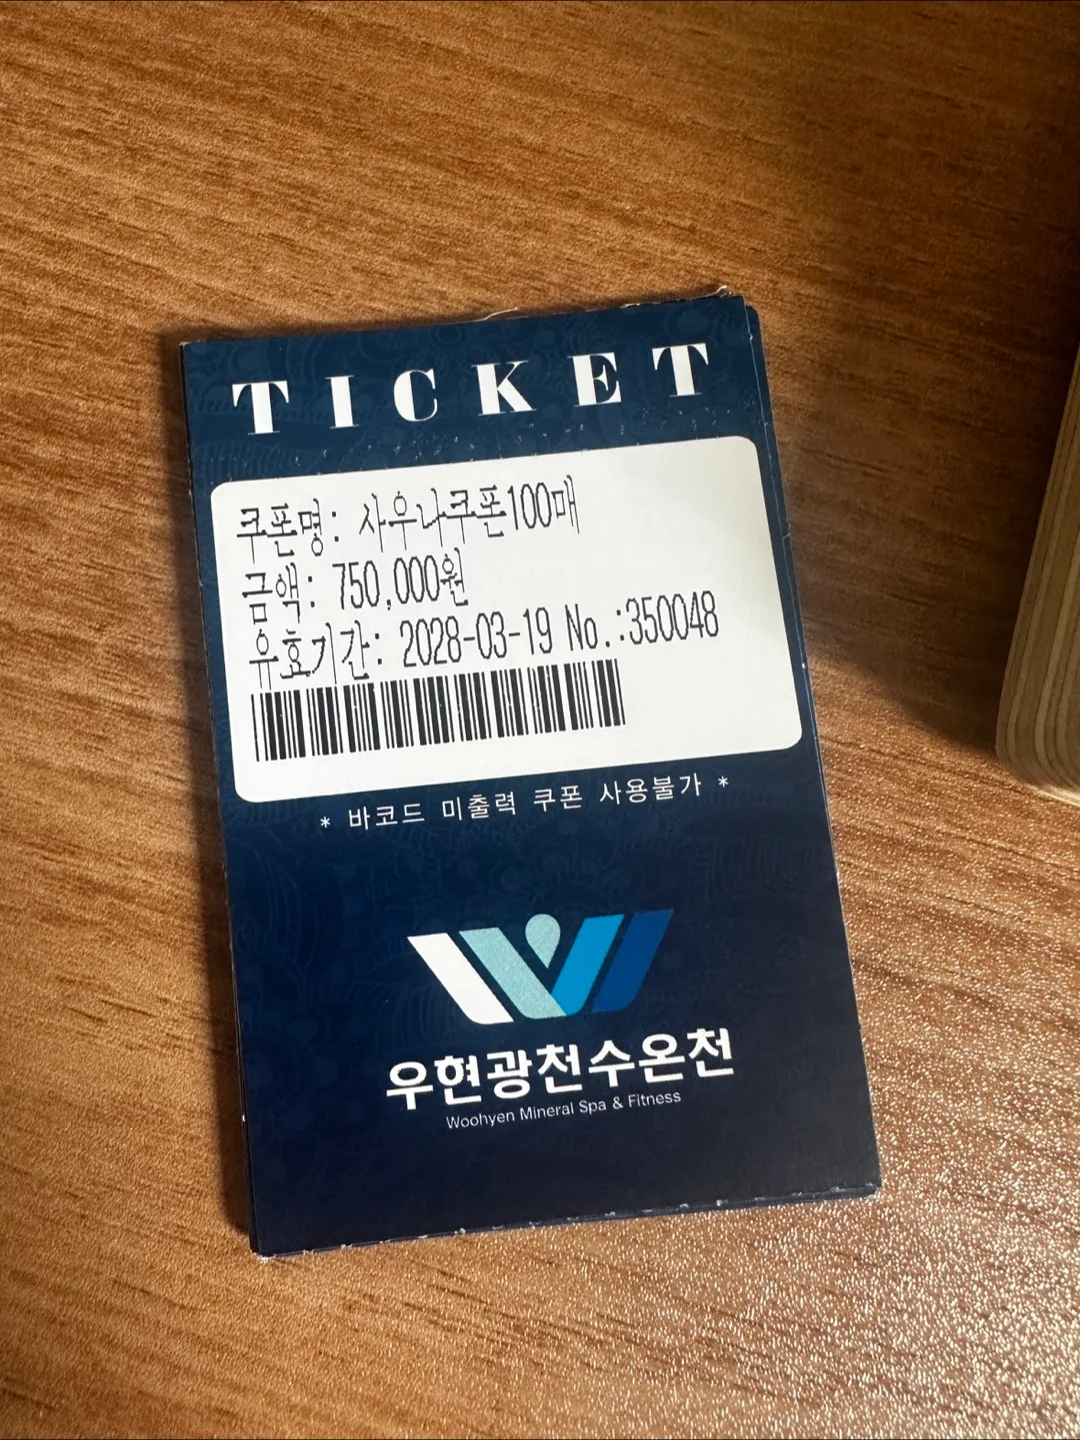 TICKET
쿠폰명: 사우나쿠폰100매
금액: 750,000원
유효기간: 2028-03-19 No.:350048
* 바코드 미출력 쿠폰 사용불가 *
우현광천수온천
Woohyen Mineral Spa & Fitness